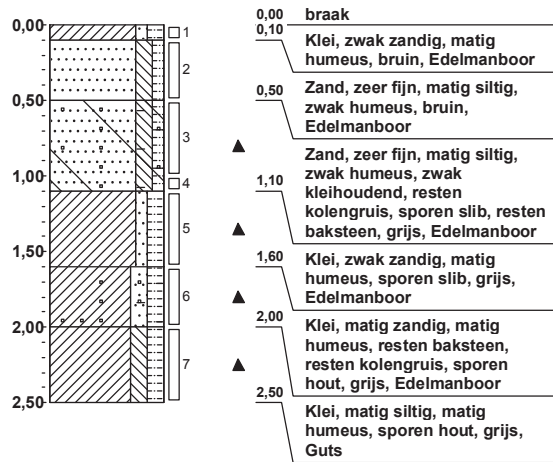 0,00
0,50
1,00
1,50
2,00
2,50
1
2
3
4
5
6
7
0,00 braak
0,10
Klei, zwak zandig, matig
humeus, bruin, Edelmanboor
0,50
Zand, zeer fijn, matig siltig,
zwak humeus, bruin,
Edelmanboor
Zand, zeer fijn, matig siltig,
zwak humeus, zwak
1,10 kleihoudend, resten
kolengruis, sporen slib, resten
baksteen, grijs, Edelmanboor
1,60 Klei, zwak zandig, matig
humeus, sporen slib, grijs,
Edelmanboor
2,00 Klei, matig zandig, matig
humeus, resten baksteen,
resten kolengruis, sporen
hout, grijs, Edelmanboor
2,50
Klei, matig siltig, matig
humeus, sporen hout, grijs,
Guts